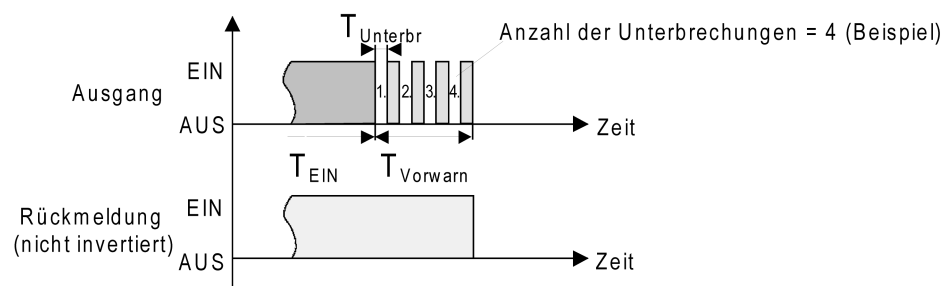 T Unterbr
Anzahl der Unterbrechungen = 4 (Beispiel)
EIN
Ausgang
1. 2. 3. 4.
AUS
Zeit
T EIN
T Vorwarn
EIN
Rückmeldung
(nicht invertiert)
AUS
Zeit